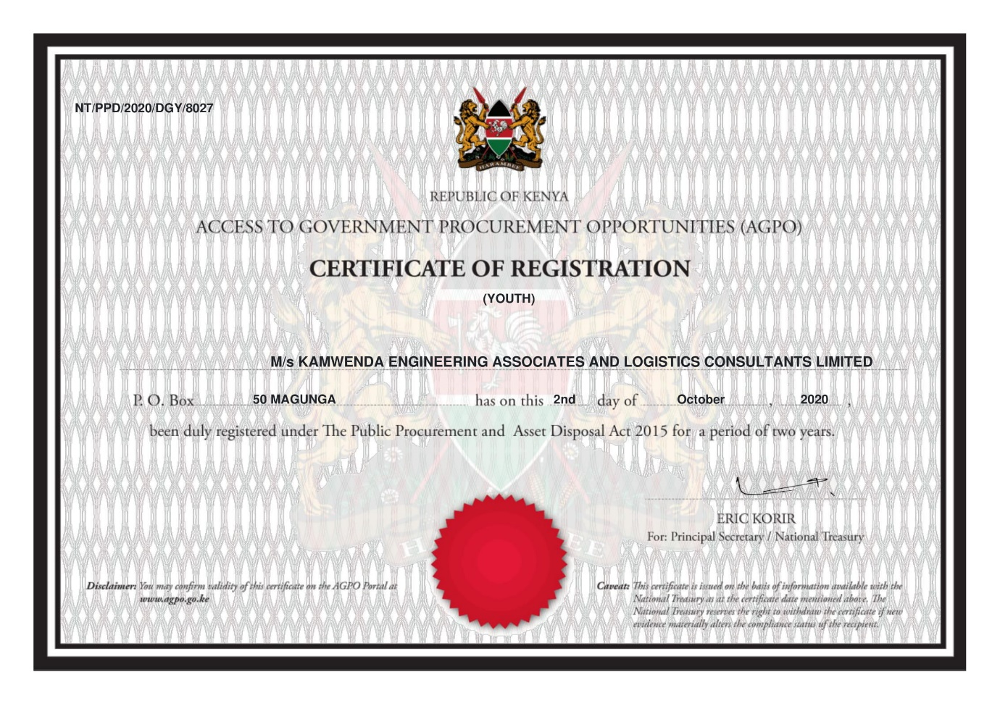 NT/PPD/2020/DGY/8027
HARAMBEE
REPUBLIC OF KENYA
ACCESS TO GOVERNMENT PROCUREMENT OPPORTUNITIES (AGPO)
CERTIFICATE OF REGISTRATION
(YOUTH)
M/s KAMWENDA ENGINEERING ASSOCIATES AND LOGISTICS CONSULTANTS LIMITED
P. O. Box 50 MAGUNGA has on this 2nd day of October , 2020 ,
been duly registered under The Public Procurement and Asset Disposal Act 2015 for a period of two years.
ERIC KORIR
For: Principal Secretary / National Treasury
H EE
Disclaimer: You may confirm validity of this certificate on the AGPO Portal at
www.agpo.go.ke
Caveat: This certificate is issued on the basis of information available with the
National Treasury as at the certificate date mentioned above. The
National Treasury reserves the right to withdraw the certificate if new
evidence materially alters the compliance status of the recipient.